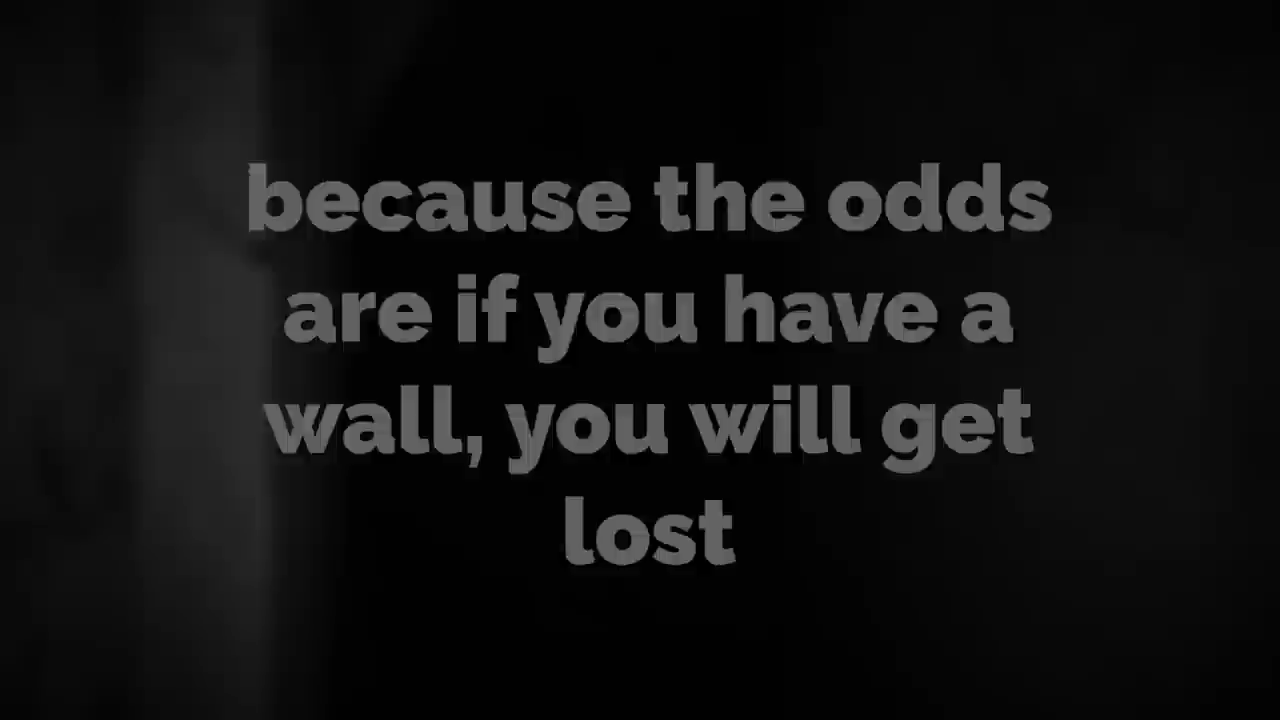 because the odds
are if you have a
wall, you will get
lost